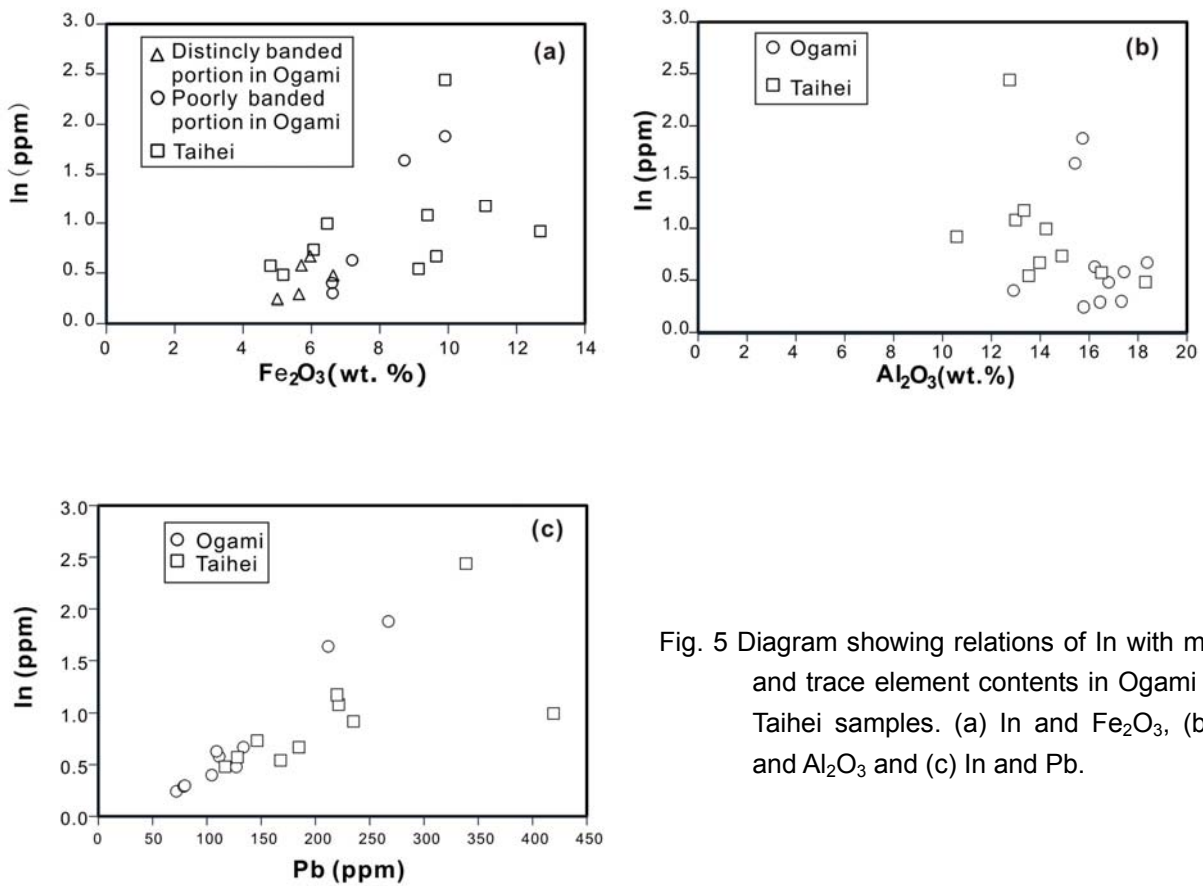 3.0
2.5
2.0
1.5
1.0
0.5
0.0
In (ppm)
(a)
Distincly banded
portion in Ogami
Poorly banded
portion in Ogami
Taihei
0 2 4 6 8 10 12 14
Fe₂O₃(wt. %)
3.0
2.5
2.0
1.5
1.0
0.5
0.0
In (ppm)
(b)
Ogami
Taihei
0 2 4 6 8 10 12 14 16 18 20
Al₂O₃(wt.%)
3.0
2.5
2.0
1.5
1.0
0.5
0.0
In (ppm)
(c)
Ogami
Taihei
0 50 100 150 200 250 300 350 400 450
Pb (ppm)
Fig. 5 Diagram showing relations of In with m
and trace element contents in Ogami
Taihei samples. (a) In and Fe₂O₃, (b
and Al₂O₃ and (c) In and Pb.